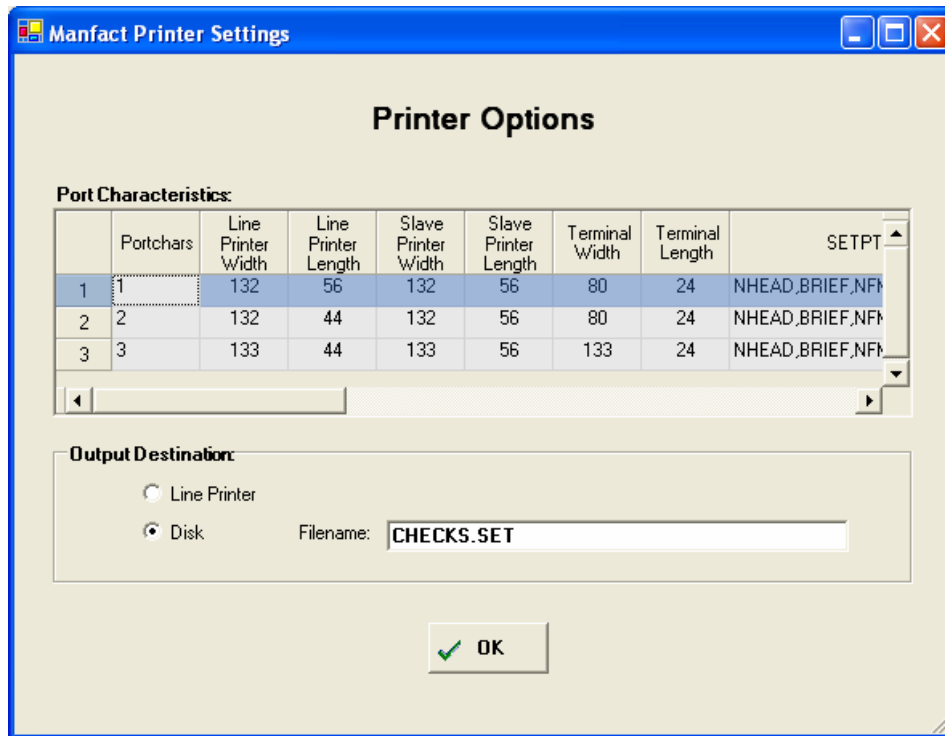 Manfact Printer Settings
Printer Options
Port Characteristics:
Portchars Line Printer Width Line Printer Length Slave Printer Width Slave Printer Length Terminal Width Terminal Length SETPT
1 1 132 56 132 56 80 24 NHEAD,BRIEF,NFM
2 2 132 44 132 56 80 24 NHEAD,BRIEF,NFM
3 3 133 44 133 56 133 24 NHEAD,BRIEF,NFM
Output Destination:
Line Printer
Disk Filename: CHECKS.SET
OK